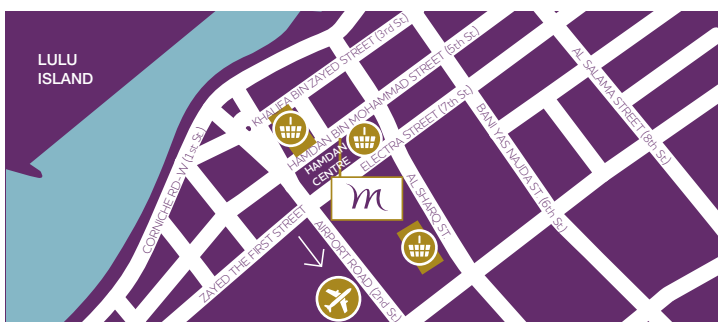 LULU
ISLAND
KHALIFA BIN ZAYED STREET (3rd St.)
HAMDAN BIN MOHAMMAD STREET (5th St.)
ELECTRA STREET (7th St.)
AL SALAMA STREET (8th St.)
BANI YAS NAJDA ST. (6th St.)
HAMDAN
CENTRE
CORNICHE RD-W (1st St.)
m
AL SHARQ ST
ZAYED THE FIRST STREET
AIRPORT ROAD (2nd St.)